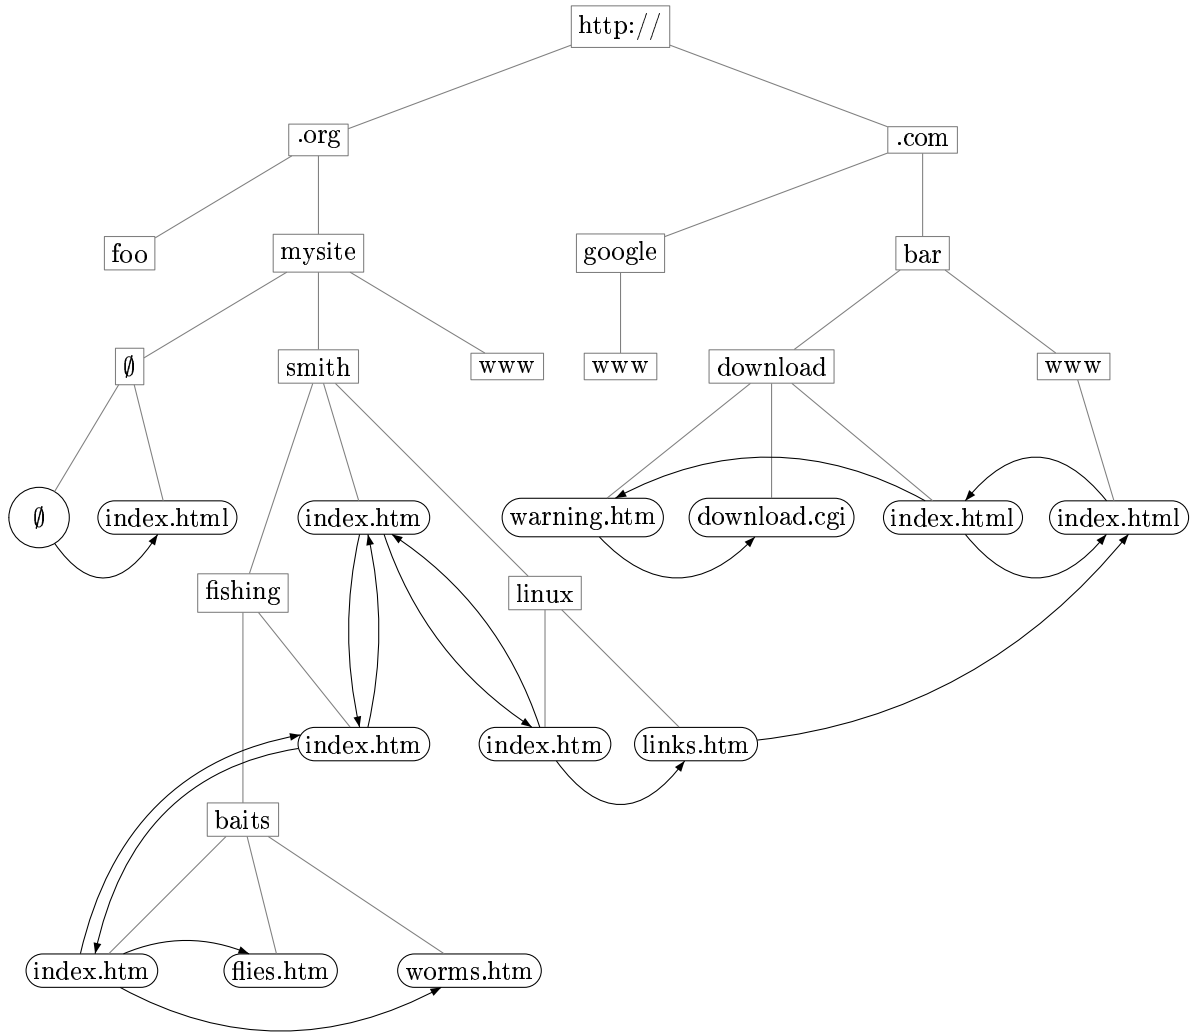 http://
.org
.com
foo
mysite
google
bar
∅
smith
www
www
download
www
∅
index.html
index.htm
warning.htm
download.cgi
index.html
index.html
fishing
linux
index.htm
index.htm
links.htm
baits
index.htm
flies.htm
worms.htm